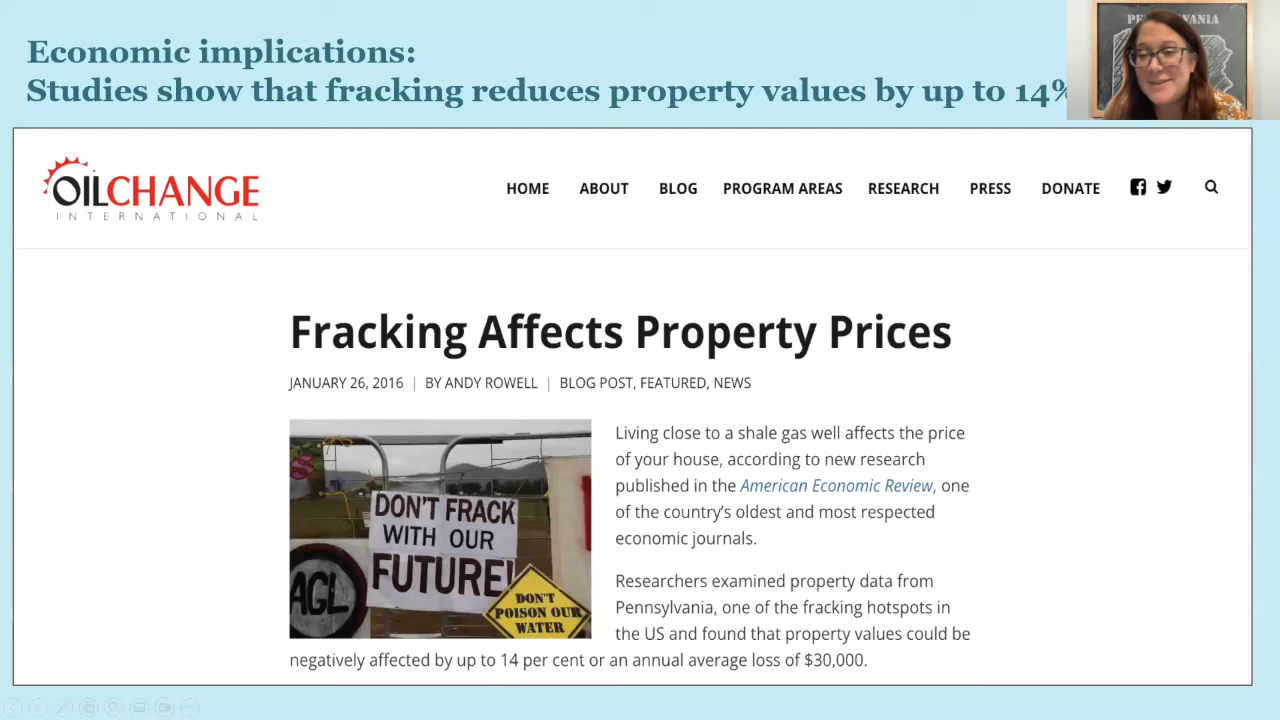 Economic implications:
Studies show that fracking reduces property values by up to 14%
PENNSYLVANIA
OILCHANGE
INTERNATIONAL
HOME ABOUT BLOG PROGRAM AREAS RESEARCH PRESS DONATE
Fracking Affects Property Prices
JANUARY 26, 2016 | BY ANDY ROWELL | BLOG POST, FEATURED, NEWS
DON'T FRACK
WITH OUR
FUTURE!
AGL
DON'T
POISON OUR
WATER
Living close to a shale gas well affects the price
of your house, according to new research
published in the American Economic Review, one
of the country's oldest and most respected
economic journals.
Researchers examined property data from
Pennsylvania, one of the fracking hotspots in
the US and found that property values could be
negatively affected by up to 14 per cent or an annual average loss of $30,000.